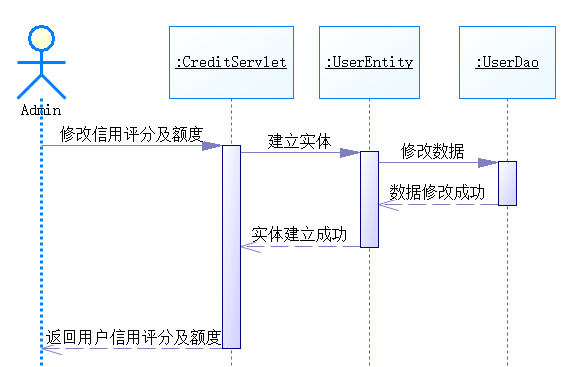 :CreditServlet
:UserEntity
:UserDao
Admin
修改信用评分及额度
建立实体
修改数据
数据修改成功
实体建立成功
返回用户信用评分及额度